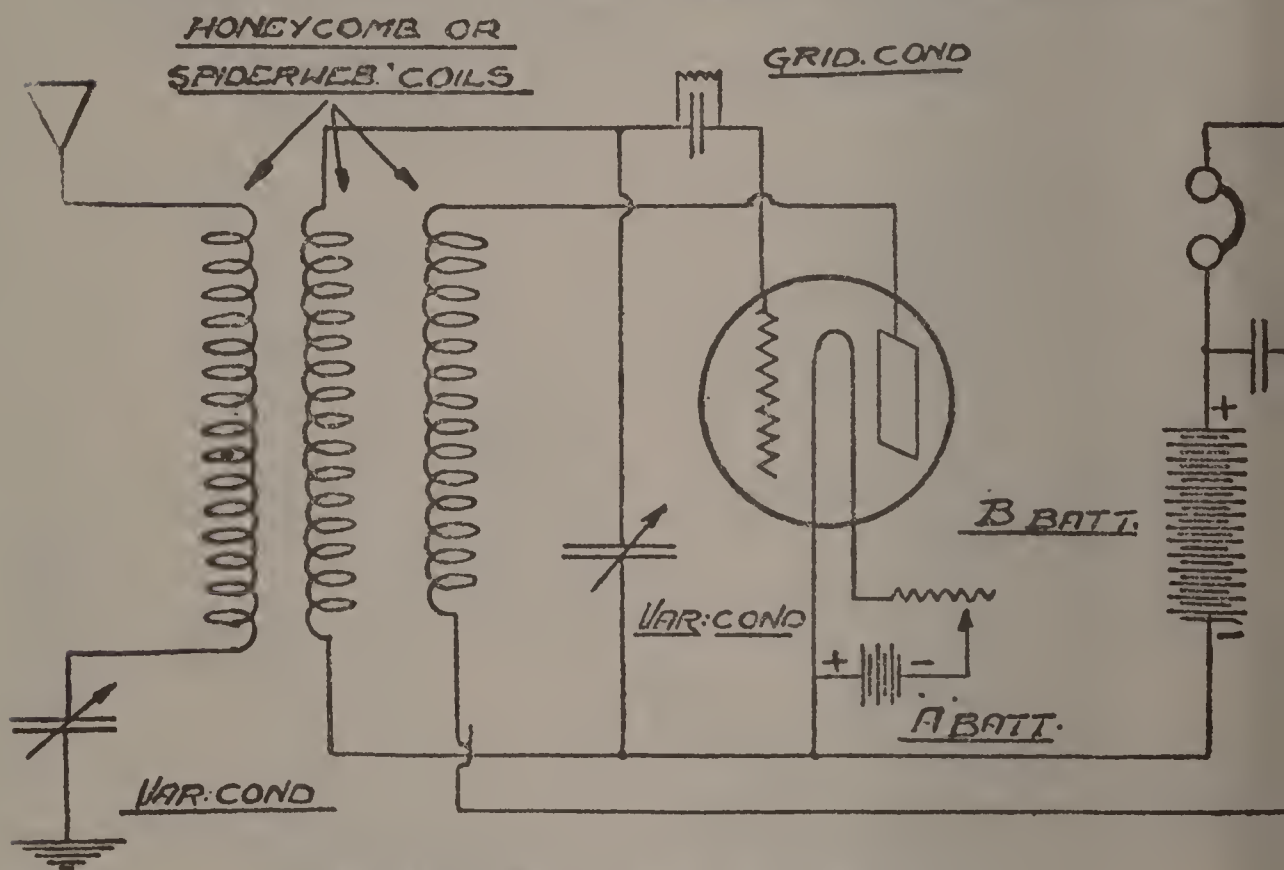 HONEYCOMB OR
SPIDERWEB.' COILS
GRID. COND
+
B BATT.
VAR: COND
-
+ -
A BATT.
VAR: COND